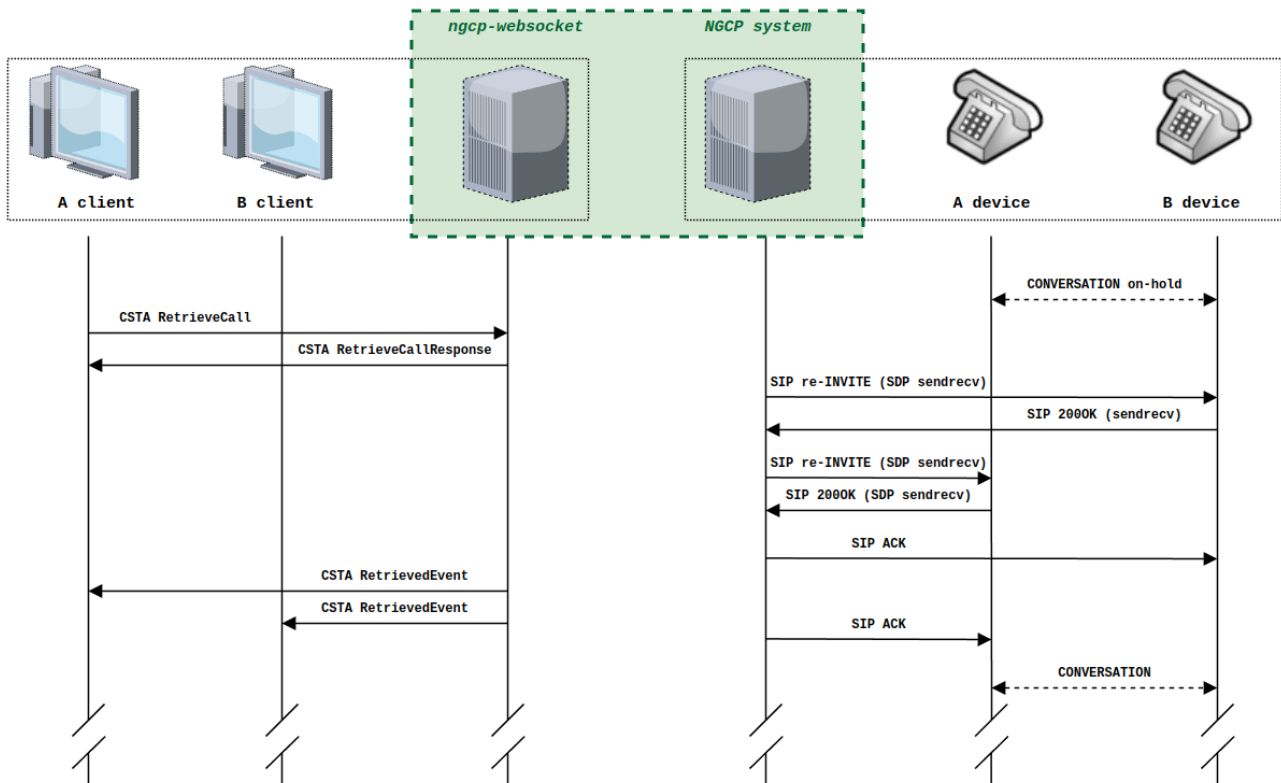 ngcp-websocket
NGCP system
A client
B client
A device
B device
CONVERSATION on-hold
CSTA RetrieveCall
CSTA RetrieveCallResponse
SIP re-INVITE (SDP sendrecv)
SIP 200OK (sendrecv)
SIP re-INVITE (SDP sendrecv)
SIP 200OK (SDP sendrecv)
SIP ACK
CSTA RetrievedEvent
CSTA RetrievedEvent
SIP ACK
CONVERSATION